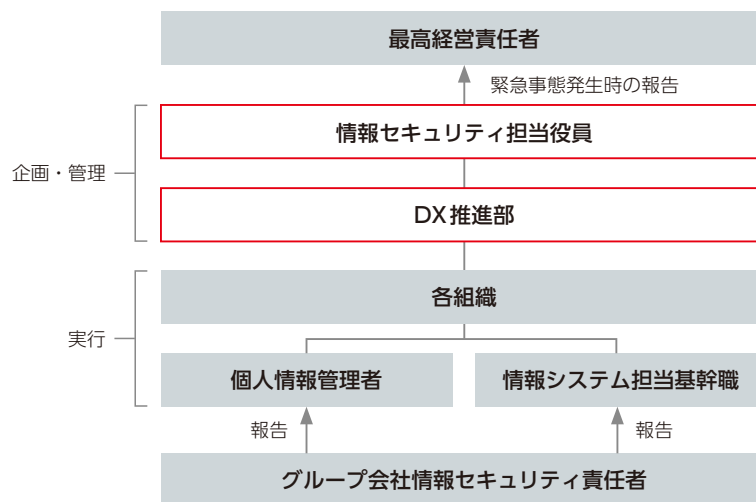 最高経営責任者
緊急事態発生時の報告
情報セキュリティ担当役員
企画・管理
DX推進部
各組織
実行
個人情報管理者
情報システム担当基幹職
報告
報告
グループ会社情報セキュリティ責任者